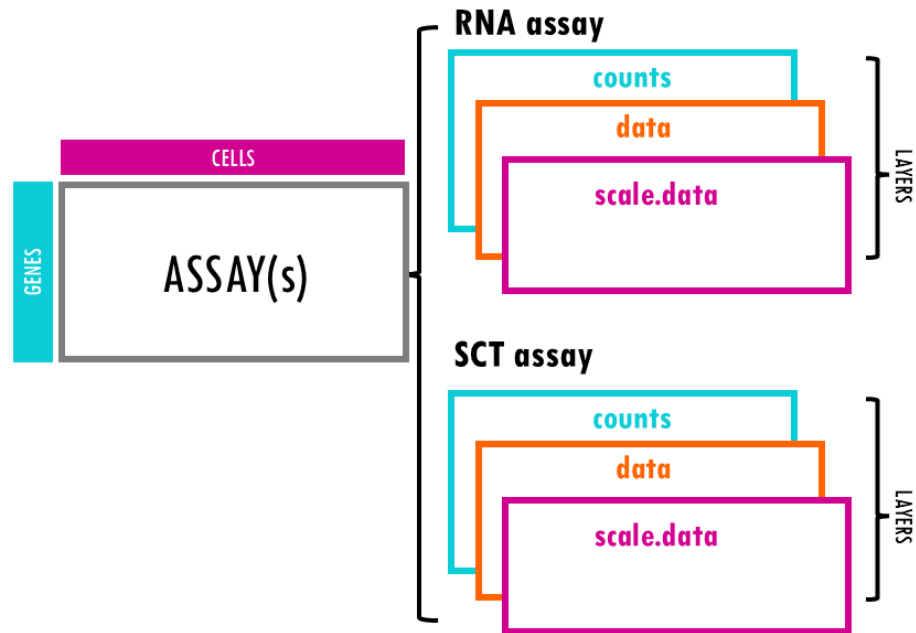 RNA assay
counts
data
scale.data
LAYERS
CELLS
GENES
ASSAY(s)
SCT assay
counts
data
scale.data
LAYERS